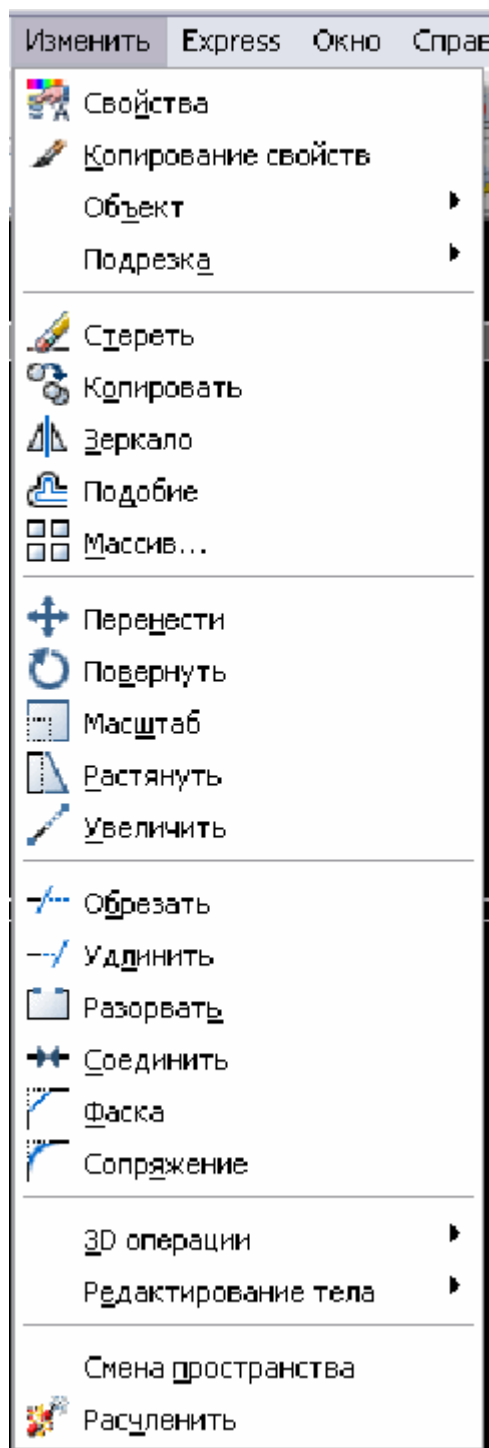 Изменить Express Окно Справ
Свойства
Копирование свойств
Объект
Подрезка
Стереть
Копировать
Зеркало
Подобие
Массив...
Перенести
Повернуть
Масштаб
Растянуть
Увеличить
Обрезать
Удлинить
Разорвать
Соединить
Фаска
Сопряжение
3D операции
Редактирование тела
Смена пространства
Расчленить